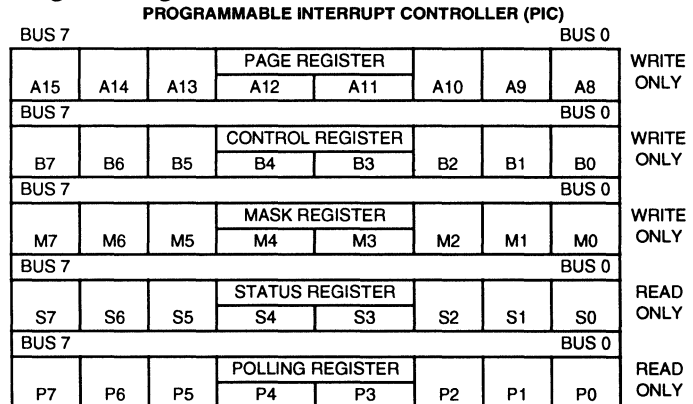 PROGRAMMABLE INTERRUPT CONTROLLER (PIC)
BUS 7 BUS 0
PAGE REGISTER WRITE
A15 A14 A13 A12 A11 A10 A9 A8 ONLY
BUS 7 BUS 0
CONTROL REGISTER WRITE
B7 B6 B5 B4 B3 B2 B1 B0 ONLY
BUS 7 BUS 0
MASK REGISTER WRITE
M7 M6 M5 M4 M3 M2 M1 M0 ONLY
BUS 7 BUS 0
STATUS REGISTER READ
S7 S6 S5 S4 S3 S2 S1 S0 ONLY
BUS 7 BUS 0
POLLING REGISTER READ
P7 P6 P5 P4 P3 P2 P1 P0 ONLY